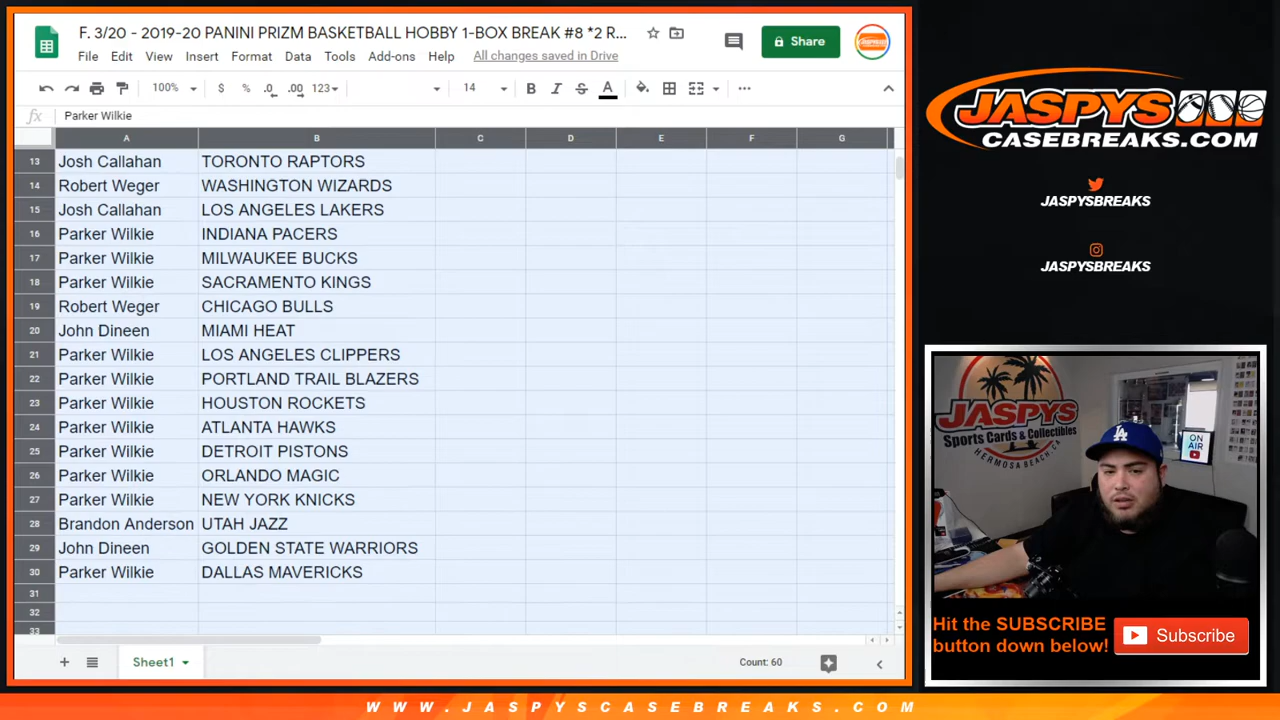 F. 3/20 - 2019-20 PANINI PRIZM BASKETBALL HOBBY 1-BOX BREAK #8 *2 R...
Share
File Edit View Insert Format Data Tools Add-ons Help All changes saved in Drive
100% $ % .0 .00 123 14 B I S A
fx Parker Wilkie
A B C D E F G
13 Josh Callahan TORONTO RAPTORS
14 Robert Weger WASHINGTON WIZARDS
15 Josh Callahan LOS ANGELES LAKERS
16 Parker Wilkie INDIANA PACERS
17 Parker Wilkie MILWAUKEE BUCKS
18 Parker Wilkie SACRAMENTO KINGS
19 Robert Weger CHICAGO BULLS
20 John Dineen MIAMI HEAT
21 Parker Wilkie LOS ANGELES CLIPPERS
22 Parker Wilkie PORTLAND TRAIL BLAZERS
23 Parker Wilkie HOUSTON ROCKETS
24 Parker Wilkie ATLANTA HAWKS
25 Parker Wilkie DETROIT PISTONS
26 Parker Wilkie ORLANDO MAGIC
27 Parker Wilkie NEW YORK KNICKS
28 Brandon Anderson UTAH JAZZ
29 John Dineen GOLDEN STATE WARRIORS
30 Parker Wilkie DALLAS MAVERICKS
31
32
33
Sheet1
Count: 60
JASPYS
CASEBREAKS.COM
JASPYSBREAKS
JASPYSBREAKS
JASPYS
Sports Cards & Collectibles
HERMOSA BEACH, CA
LA
ON
AIR
Hit the SUBSCRIBE
button down below!
Subscribe
WWW.JASPYSCASEBREAKS.COM